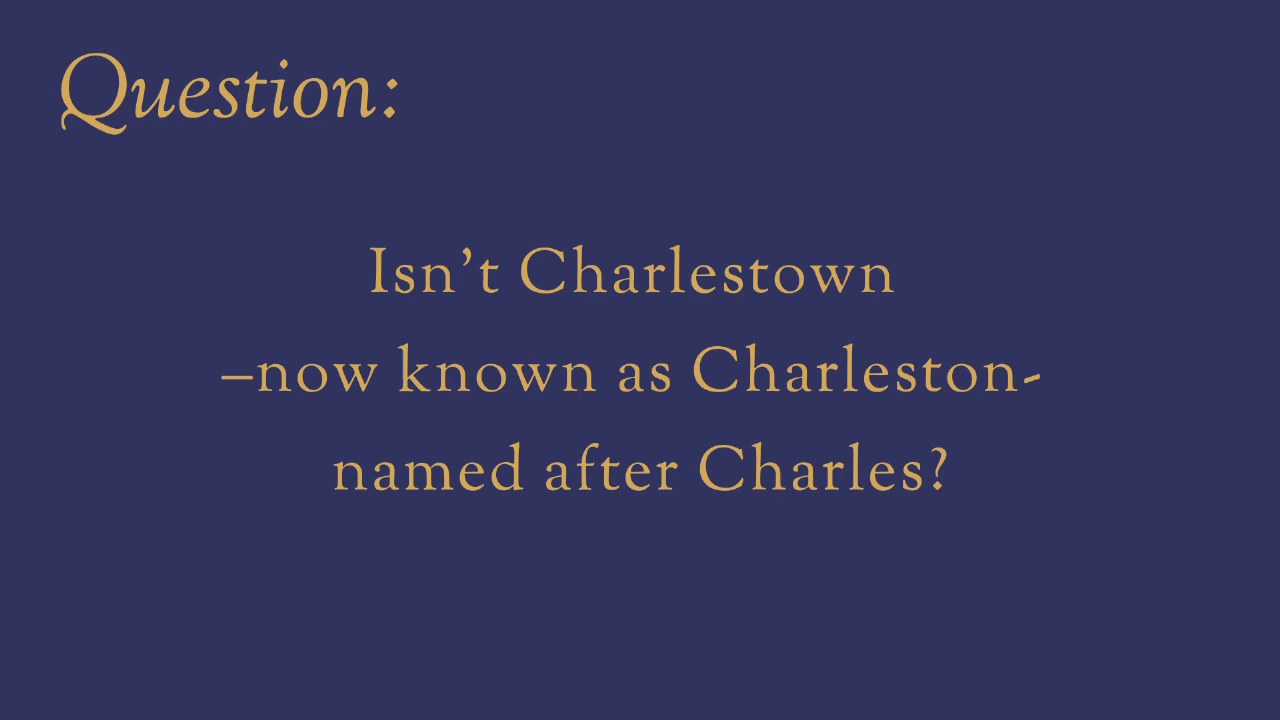 Question:
Isn’t Charlestown
–now known as Charleston-
named after Charles?